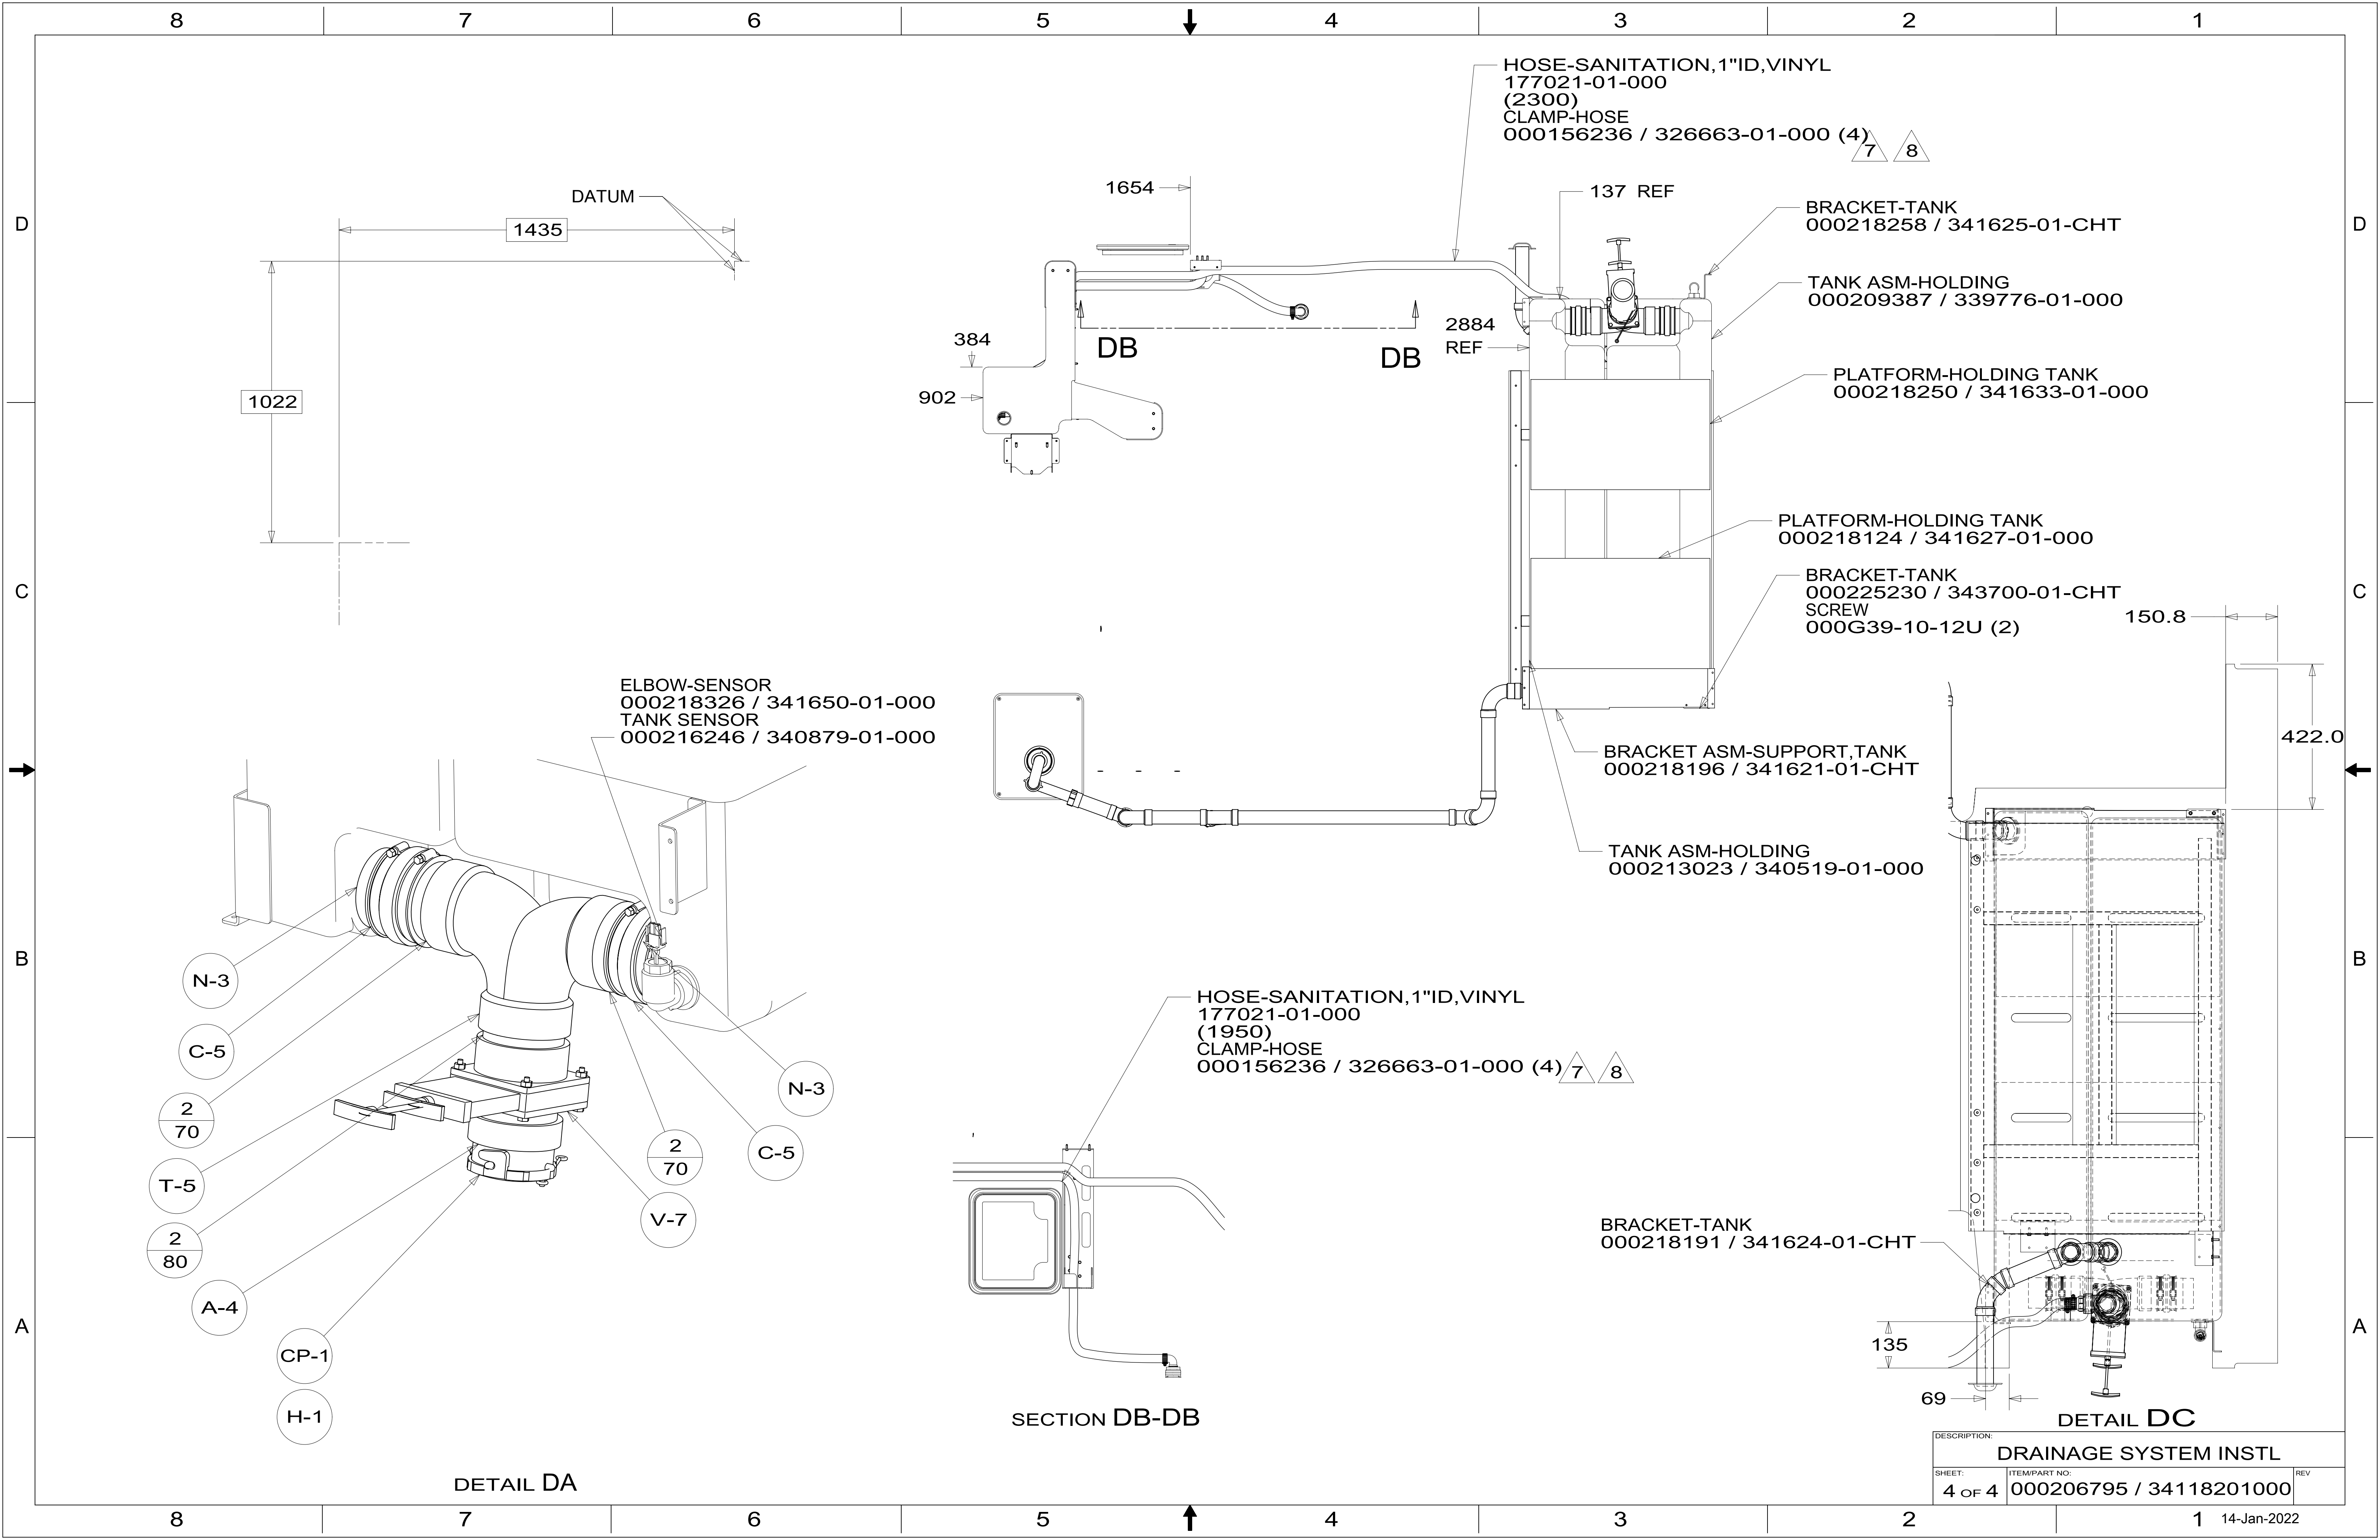 8 7 6 5 4 3 2 1
HOSE-SANITATION,1"ID,VINYL
177021-01-000
(2300)
CLAMP-HOSE
000156236 / 326663-01-000 (4)
7 8
DATUM
1435
1022
1654
137 REF
BRACKET-TANK
000218258 / 341625-01-CHT
D D
TANK ASM-HOLDING
000209387 / 339776-01-000
384
902
DB DB
2884
REF
PLATFORM-HOLDING TANK
000218250 / 341633-01-000
PLATFORM-HOLDING TANK
000218124 / 341627-01-000
BRACKET-TANK
000225230 / 343700-01-CHT
SCREW
000G39-10-12U (2)
C C
150.8
422.0
ELBOW-SENSOR
000218326 / 341650-01-000
TANK SENSOR
000216246 / 340879-01-000
BRACKET ASM-SUPPORT,TANK
000218196 / 341621-01-CHT
TANK ASM-HOLDING
000213023 / 340519-01-000
B B
N-3
C-5
2
70
T-5
2
80
A-4
CP-1
H-1
N-3
C-5
2
70
V-7
DETAIL DA
HOSE-SANITATION,1"ID,VINYL
177021-01-000
(1950)
CLAMP-HOSE
000156236 / 326663-01-000 (4)
7 8
SECTION DB-DB
BRACKET-TANK
000218191 / 341624-01-CHT
A A
135
69
DETAIL DC
DESCRIPTION:
DRAINAGE SYSTEM INSTL
SHEET:
4 OF 4
ITEM/PART NO:
000206795 / 34118201000
REV
8 7 6 5 4 3 2 1
14-Jan-2022